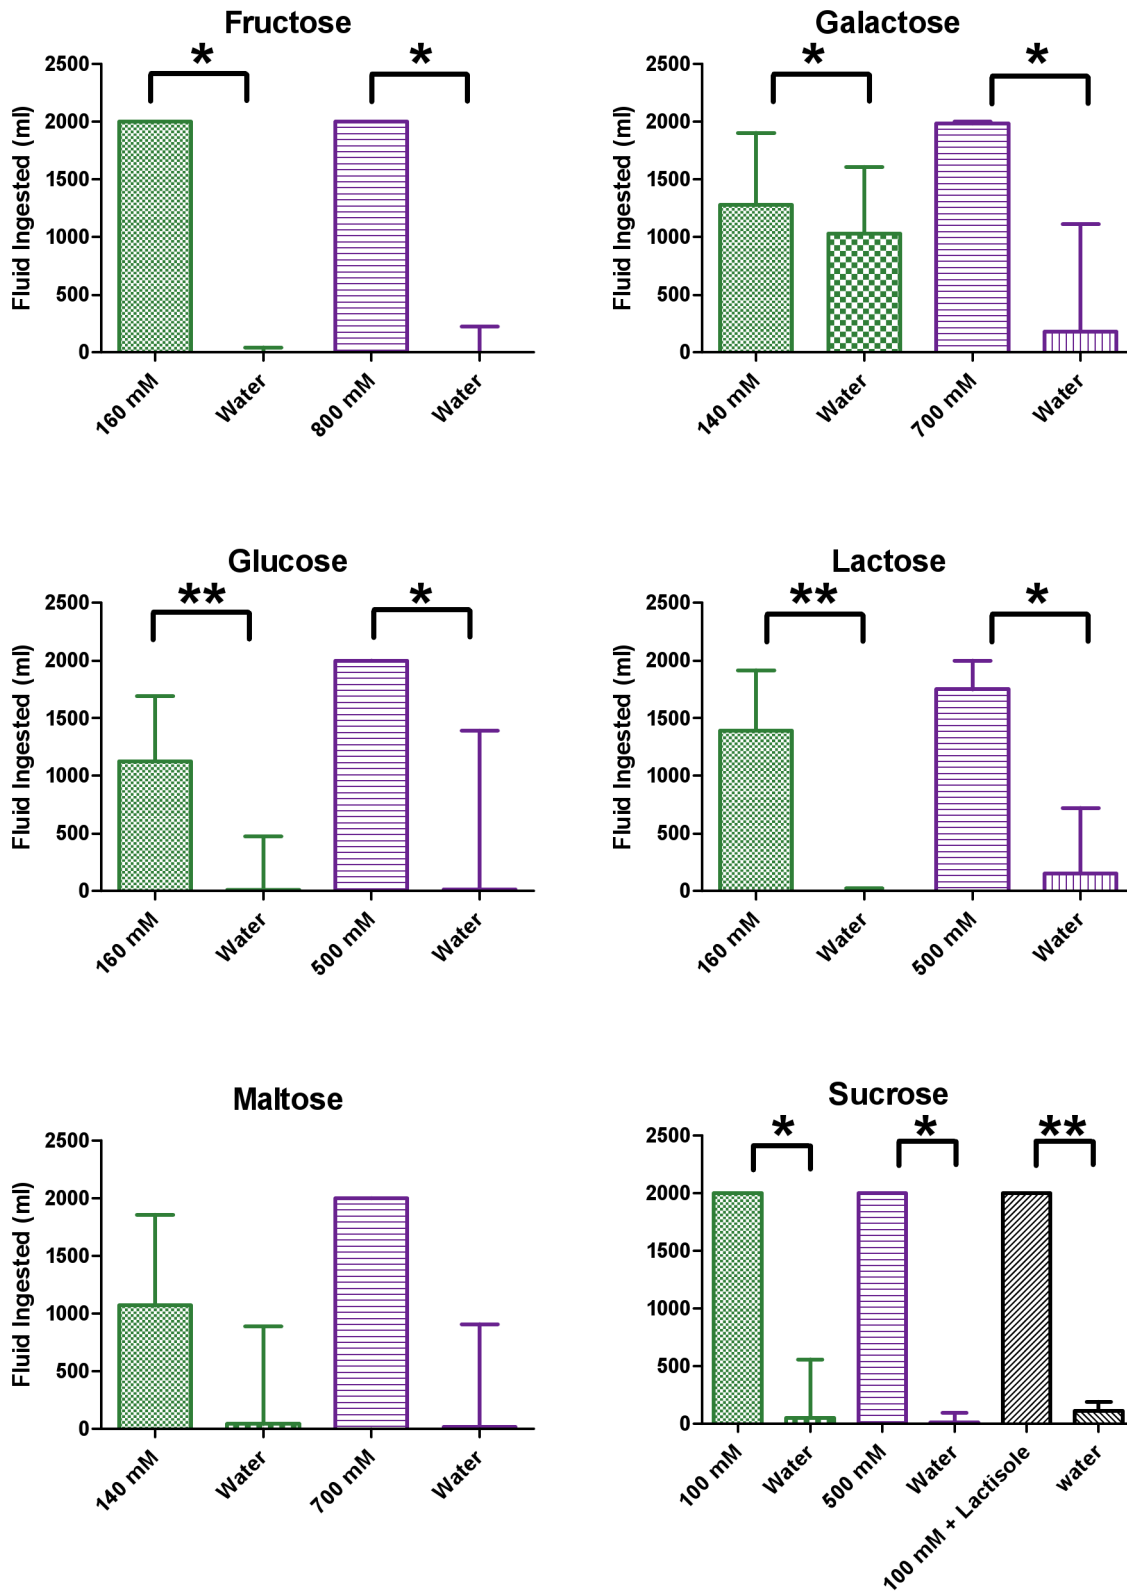 Fructose
*
*
2500
2000
1500
1000
500
0
Fluid Ingested (ml)
160 mM
Water
800 mM
Water
Galactose
*
*
2500
2000
1500
1000
500
0
Fluid Ingested (ml)
140 mM
Water
700 mM
Water
Glucose
**
*
2500
2000
1500
1000
500
0
Fluid Ingested (ml)
160 mM
Water
500 mM
Water
Lactose
**
*
2500
2000
1500
1000
500
0
Fluid Ingested (ml)
160 mM
Water
500 mM
Water
Maltose
2500
2000
1500
1000
500
0
Fluid Ingested (ml)
140 mM
Water
700 mM
Water
Sucrose
*
*
**
2500
2000
1500
1000
500
0
100 mM
Water
500 mM
Water
100 mM + Lactisole
water